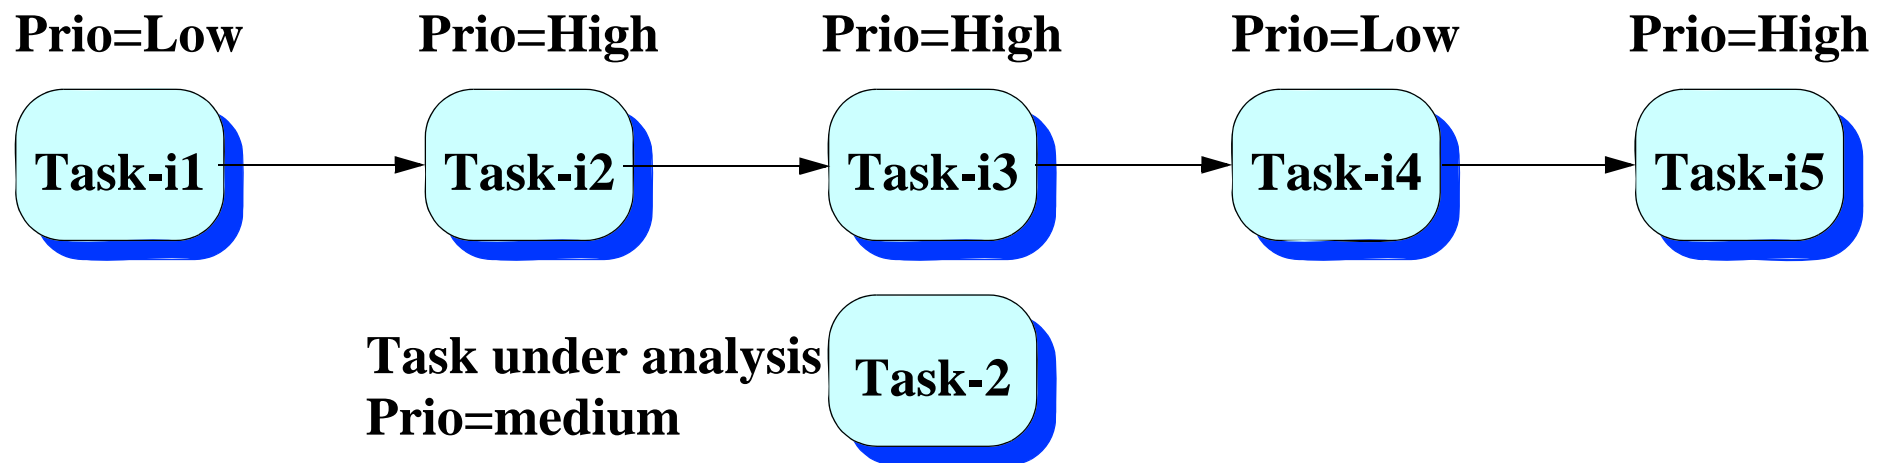 Prio=Low Prio=High Prio=High Prio=Low Prio=High
Task-i1 Task-i2 Task-i3 Task-i4 Task-i5
Task under analysis
Prio=medium
Task-2